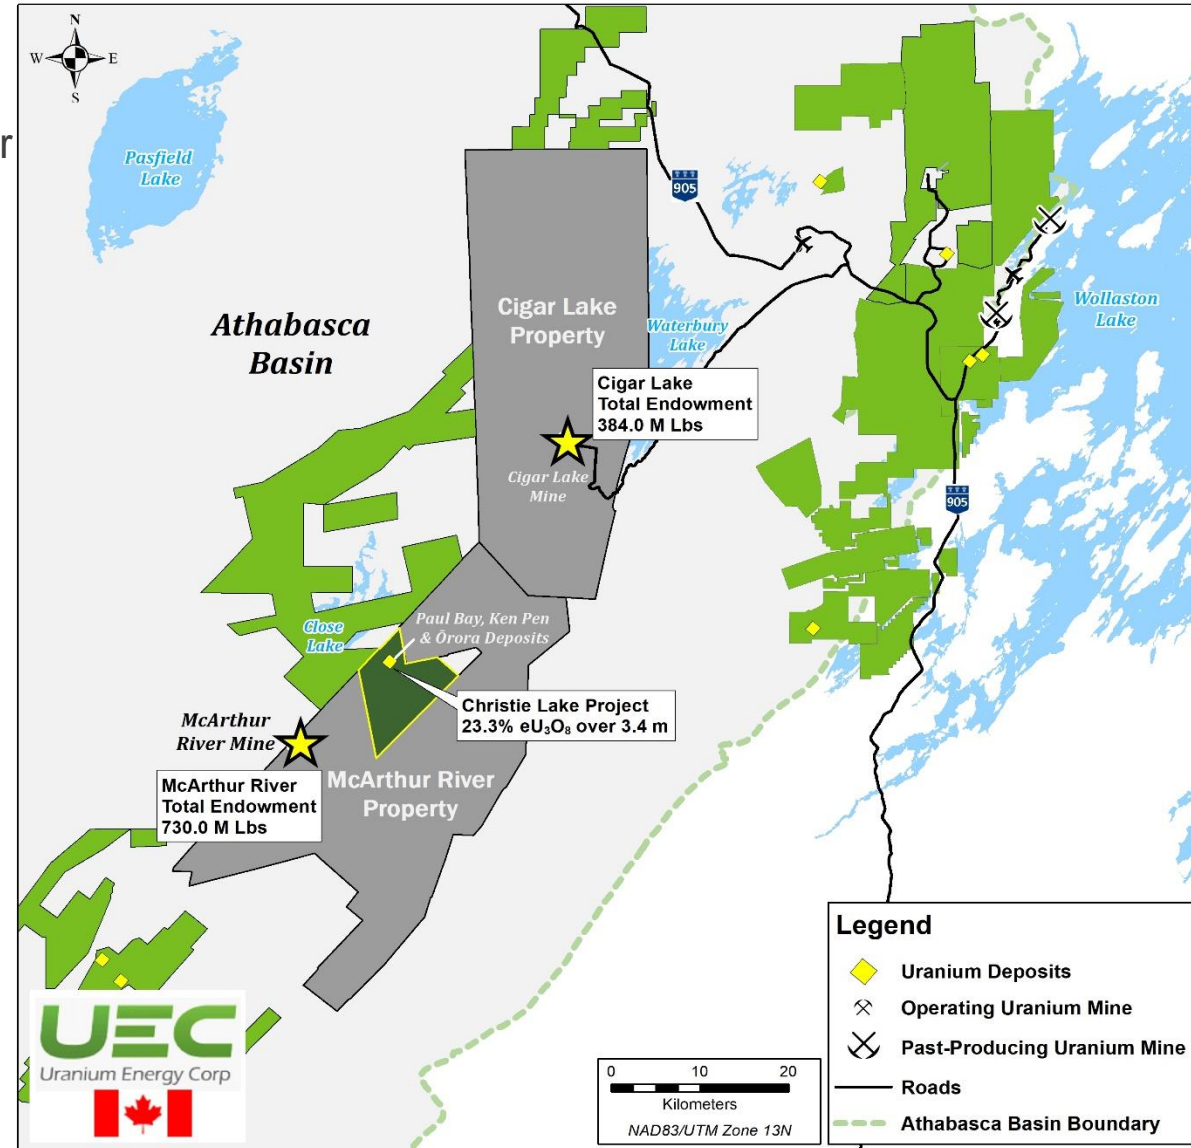 N
W E
S
r
Pasfield
Lake
905
Athabasca
Basin
Cigar Lake
Property
Waterbury
Lake
Wollaston
Lake
Cigar Lake
Total Endowment
384.0 M Lbs
Cigar Lake
Mine
905
Close
Lake
Paul Bay, Ken Pen
& Ōrora Deposits
Christie Lake Project
23.3% eU₃O₈ over 3.4 m
McArthur
River Mine
McArthur River
Total Endowment
730.0 M Lbs
McArthur River
Property
UEC
Uranium Energy Corp
0 10 20
Kilometers
NAD83/UTM Zone 13N
Legend
Uranium Deposits
Operating Uranium Mine
Past-Producing Uranium Mine
Roads
Athabasca Basin Boundary